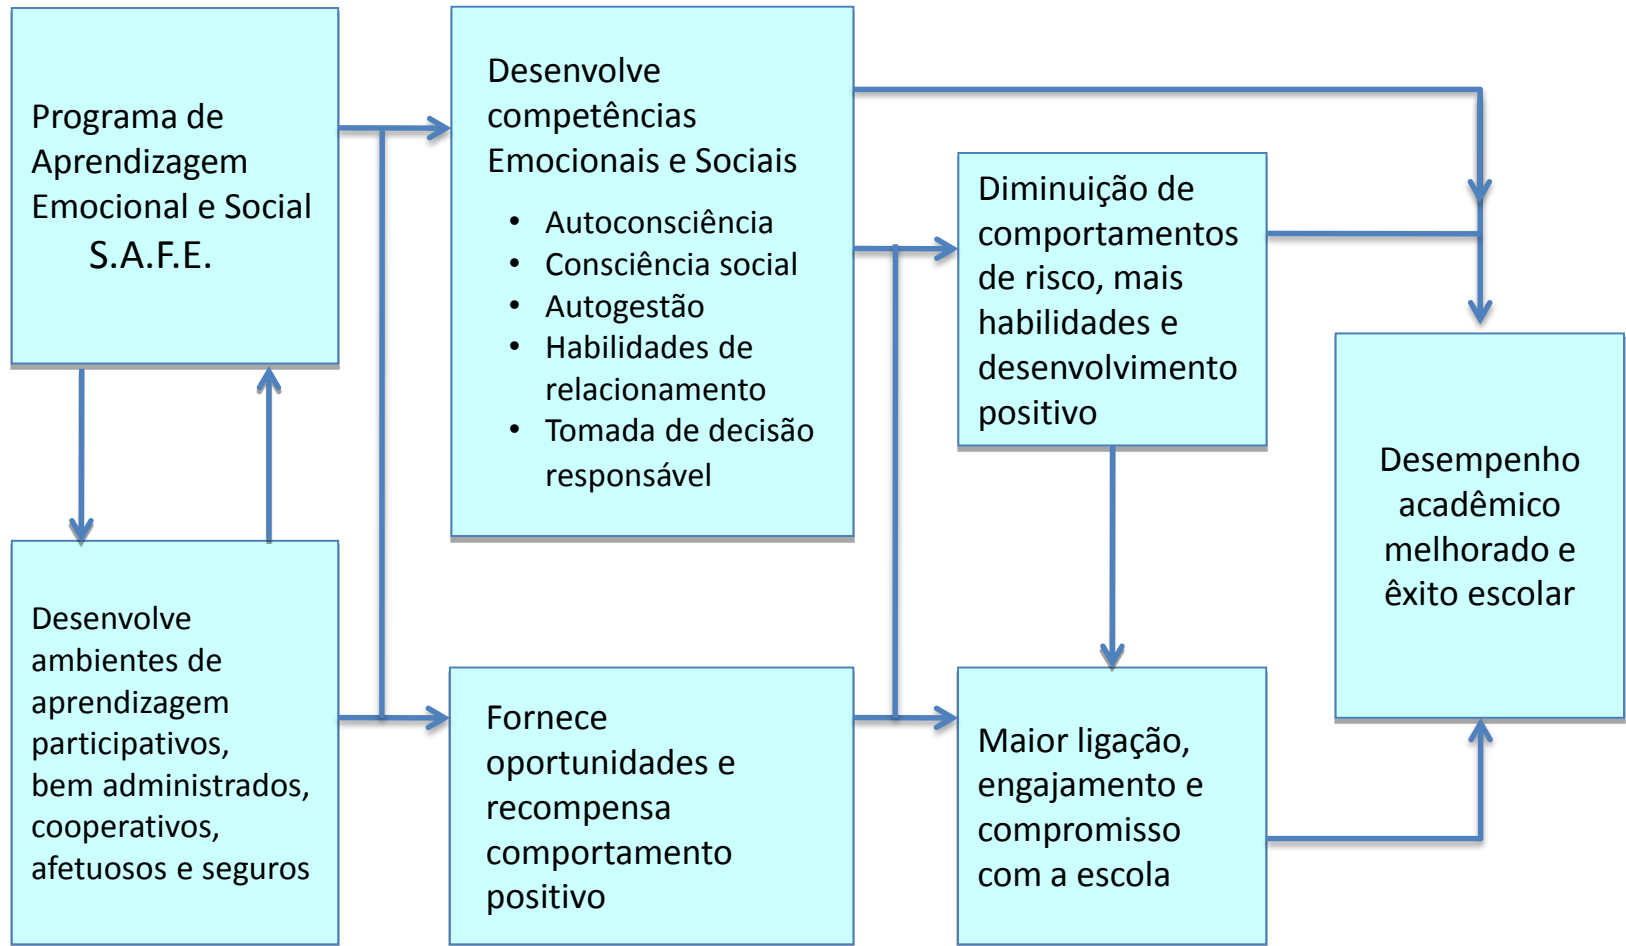 Programa de
Aprendizagem
Emocional e Social
S.A.F.E.
Desenvolve
competências
Emocionais e Sociais
• Autoconsciência
• Consciência social
• Autogestão
• Habilidades de
relacionamento
• Tomada de decisão
responsável
Diminuição de
comportamentos
de risco, mais
habilidades e
desenvolvimento
positivo
Desempenho
acadêmico
melhorado e
êxito escolar
Desenvolve
ambientes de
aprendizagem
participativos,
bem administrados,
cooperativos,
afetuosos e seguros
Fornece
oportunidades e
recompensa
comportamento
positivo
Maior ligação,
engajamento e
compromisso
com a escola